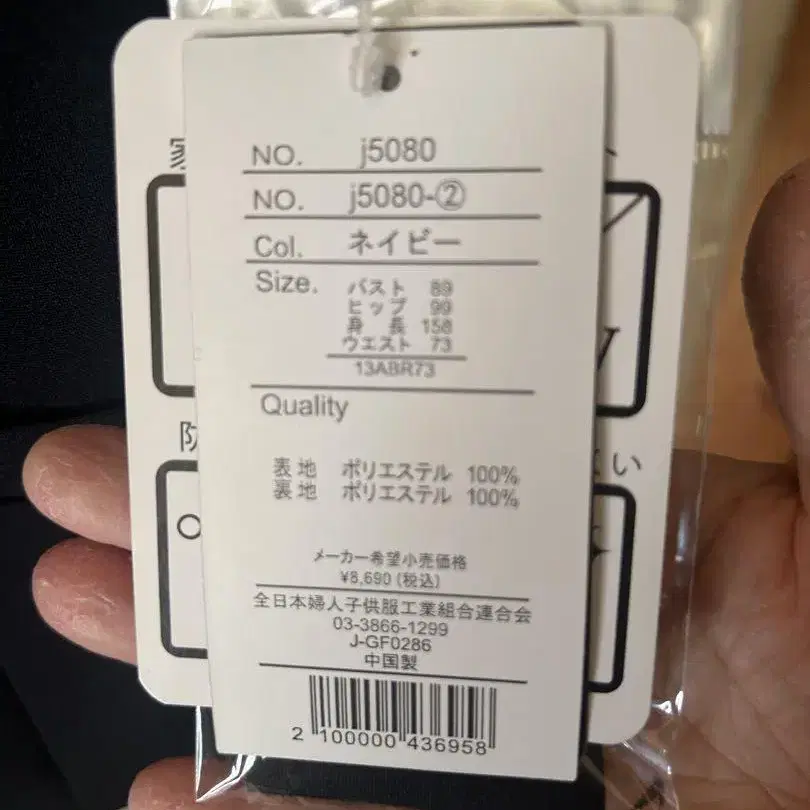 NO. j5080
NO. j5080-②
Col. ネイビー
Size. バスト 89
ヒップ 99
身長 158
ウエスト 73
13ABR73
Quality
表地 ポリエステル 100%
裏地 ポリエステル 100%
メーカー希望小売価格
¥8,690(税込)
全日本婦人子供服工業組合連合会
03-3866-1299
J-GF0286
中国製
2 100000 436958
防
い